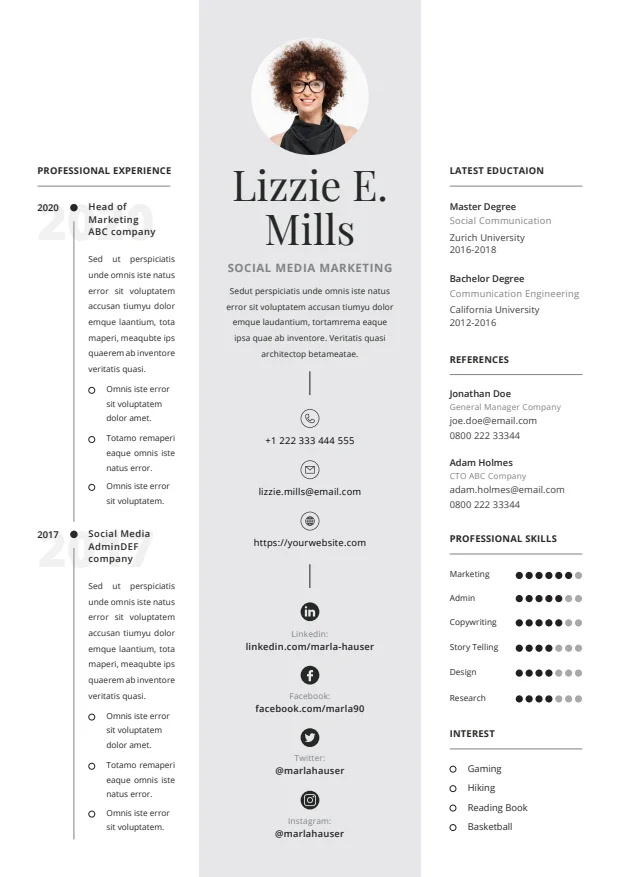 PROFESSIONAL EXPERIENCE
2020
2020
Head of
Marketing
ABC company
Sed ut perspiciatis
unde omnis iste natus
error sit voluptatem
accusan tiumyu dolor
emque laantium, tota
maperi, meaqubte ips
quaerem ab inventore
veritatis quasi.
Omnis iste error
sit voluptatem
dolor amet.
Totamo remaperi
eaque omnis iste
natus error.
Omnis iste error
sit voluptatem.
2017
2017
Social Media
AdminDEF
company
Sed ut perspiciatis
unde omnis iste natus
error sit voluptatem
accusan tiumyu dolor
emque laantium, tota
maperi, meaqubte ips
quaerem ab inventore
veritatis quasi.
Omnis iste error
sit voluptatem
dolor amet.
Totamo remaperi
eaque omnis iste
natus error.
Omnis iste error
sit voluptatem.
Lizzie E.
Mills
SOCIAL MEDIA MARKETING
Sedut perspiciatis unde omnis iste natus
error sit voluptatem accusan tiumyu dolor
emque laudantium, tortamrema eaque
ipsa quae ab inventore. Veritatis quasi
architectop betameatae.
+1 222 333 444 555
lizzie.mills@email.com
https://yourwebsite.com
in
Linkedin:
linkedin.com/marla-hauser
f
Facebook:
facebook.com/marla90
Twitter:
@marlahauser
Instagram:
@marlahauser
LATEST EDUCTAION
Master Degree
Social Communication
Zurich University
2016-2018
Bachelor Degree
Communication Engineering
California University
2012-2016
REFERENCES
Jonathan Doe
General Manager Company
joe.doe@email.com
0800 222 33344
Adam Holmes
CTO ABC Company
adam.holmes@email.com
0800 222 33344
PROFESSIONAL SKILLS
Marketing
Admin
Copywriting
Story Telling
Design
Research
INTEREST
Gaming
Hiking
Reading Book
Basketball